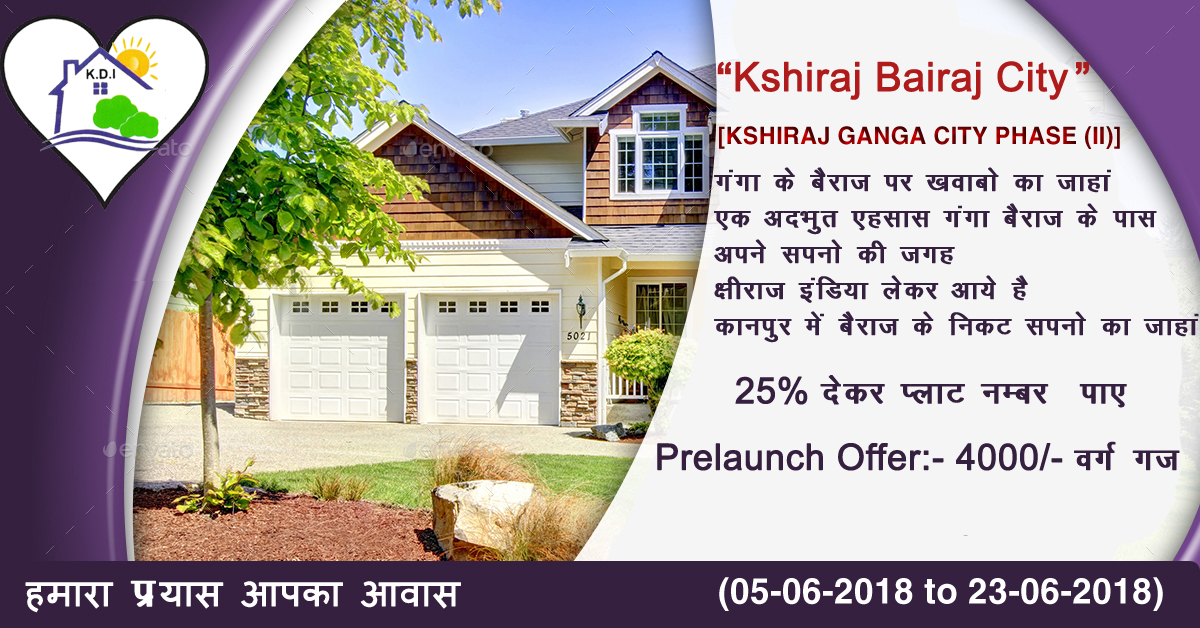 K.D.I
“Kshiraj Bairaj City”
[KSHIRAJ GANGA CITY PHASE (II)]
गंगा के बैराज पर खवाबो का जाहां
एक अदभुत एहसास गंगा बैराज के पास
अपने सपनो की जगह
क्षीराज इंडिया लेकर आये है
कानपुर में बैराज के निकट सपनो का जाहां
25% देकर प्लाट नम्बर पाए
Prelaunch Offer:- 4000/- वर्ग गज
5021
envato
envato
हमारा प्रयास आपका आवास
(05-06-2018 to 23-06-2018)